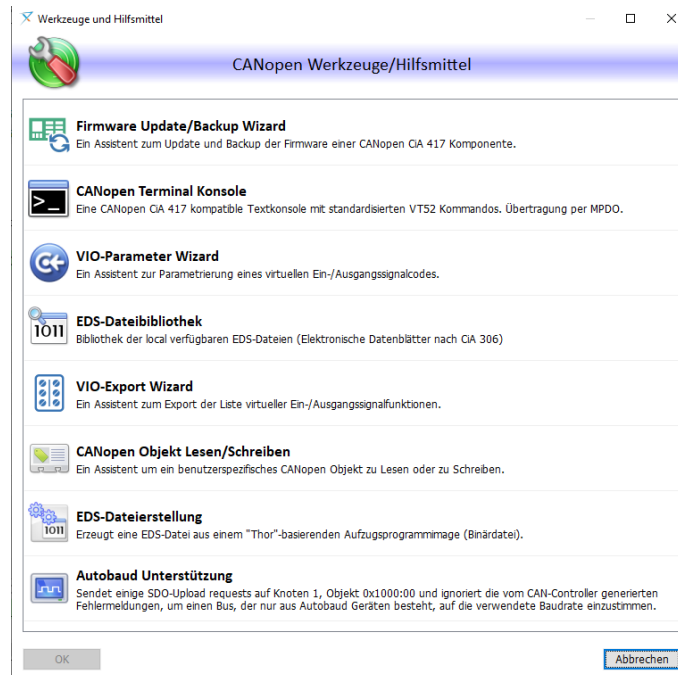 Werkzeuge und Hilfsmittel
CANopen Werkzeuge/Hilfsmittel
Firmware Update/Backup Wizard
Ein Assistent zum Update und Backup der Firmware einer CANopen CiA 417 Komponente.
CANopen Terminal Konsole
Eine CANopen CiA 417 kompatible Textkonsole mit standardisierten VT52 Kommandos. Übertragung per MPDO.
VIO-Parameter Wizard
Ein Assistent zur Parametrierung eines virtuellen Ein-/Ausgangssignalcodes.
1011
EDS-Dateibibliothek
Bibliothek der local verfügbaren EDS-Dateien (Elektronische Datenblätter nach CiA 306)
VIO-Export Wizard
Ein Assistent zum Export der Liste virtueller Ein-/Ausgangssignalfunktionen.
CANopen Objekt Lesen/Schreiben
Ein Assistent um ein benutzerspezifisches CANopen Objekt zu Lesen oder zu Schreiben.
1011
EDS-Dateierstellung
Erzeugt eine EDS-Datei aus einem "Thor"-basierenden Aufzugsprogrammimage (Binärdatei).
Autobaud Unterstützung
Sendet einige SDO-Upload requests auf Knoten 1, Objekt 0x1000:00 und ignoriert die vom CAN-Controller generierten
Fehlermeldungen, um einen Bus, der nur aus Autobaud Geräten besteht, auf die verwendete Baudrate einzustimmen.
OK
Abbrechen